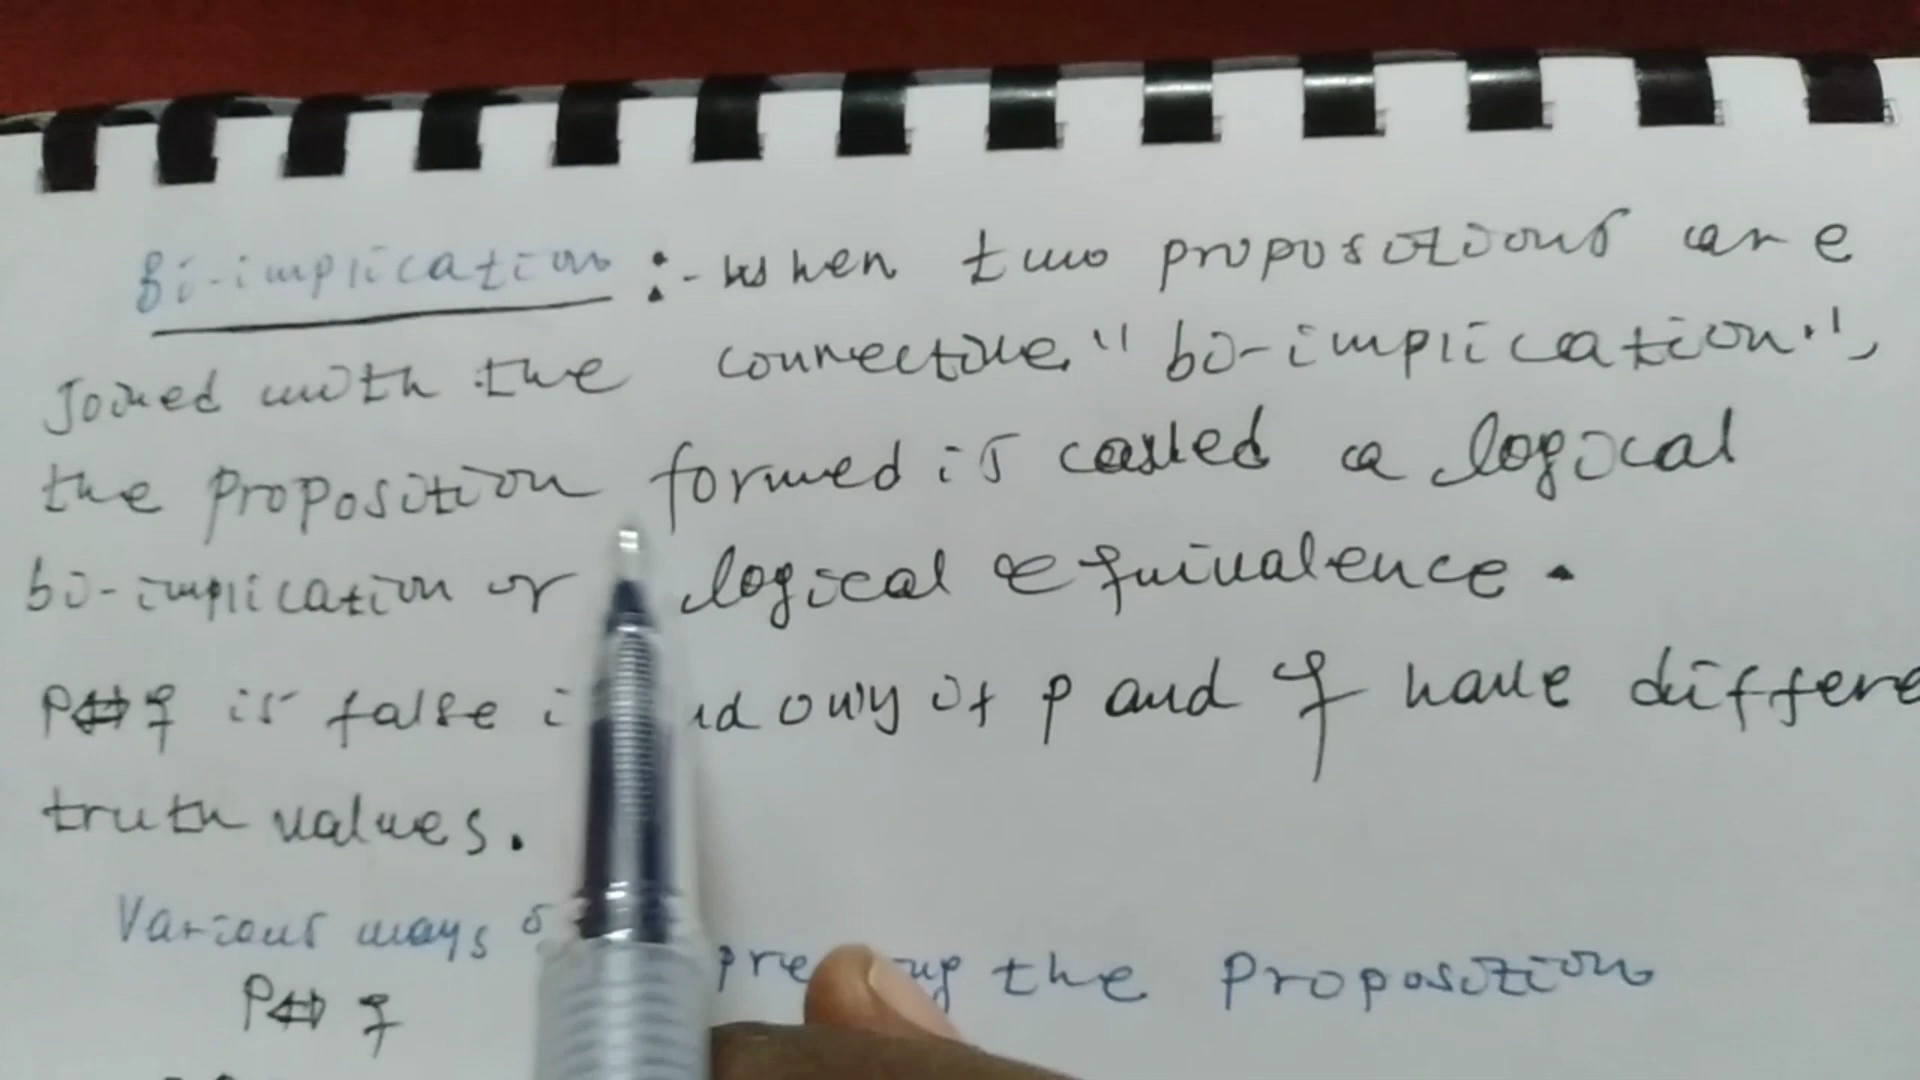 Bi-implication :- When two propositions are
Joined with the connective "bi-implication",
the proposition formed is called a logical
bi-implication or logical equivalence.
P⇔q is false and only if p and q have differe
truth values.
Various ways the Proposition
P⇔q